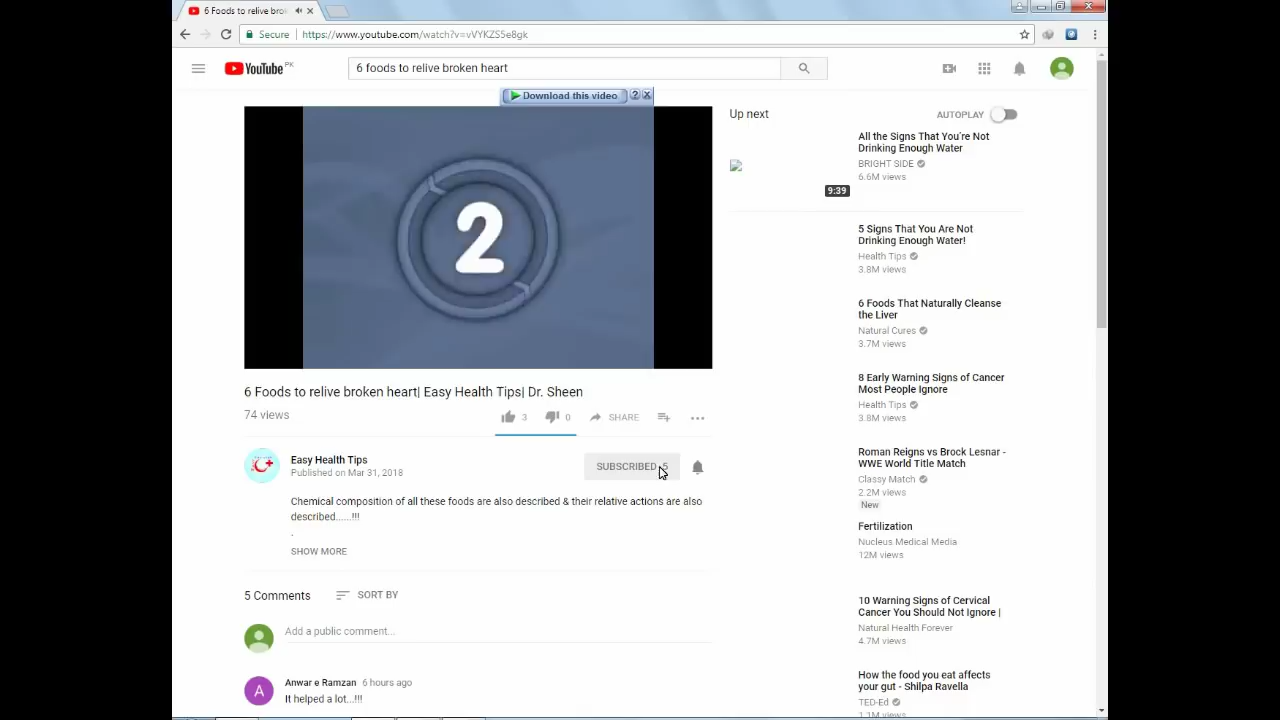 6 Foods to relive brok
Secure
https://www.youtube.com/watch?v=vVYKZS5e8gk
YouTube PK
6 foods to relive broken heart
Download this video
?
2
Up next
AUTOPLAY
9:39
All the Signs That You're Not
Drinking Enough Water
BRIGHT SIDE
6.6M views
5 Signs That You Are Not
Drinking Enough Water!
Health Tips
3.8M views
6 Foods That Naturally Cleanse
the Liver
Natural Cures
3.7M views
8 Early Warning Signs of Cancer
Most People Ignore
Health Tips
3.8M views
Roman Reigns vs Brock Lesnar -
WWE World Title Match
Classy Match
2.2M views
New
Fertilization
Nucleus Medical Media
12M views
10 Warning Signs of Cervical
Cancer You Should Not Ignore |
Natural Health Forever
4.7M views
How the food you eat affects
your gut - Shilpa Ravella
TED-Ed
1.1M views
6 Foods to relive broken heart| Easy Health Tips| Dr. Sheen
74 views
3
0
SHARE
Easy Health Tips
Published on Mar 31, 2018
SUBSCRIBED 5
Chemical composition of all these foods are also described & their relative actions are also
described......!!!
.
SHOW MORE
5 Comments
SORT BY
Add a public comment...
A
Anwar e Ramzan 6 hours ago
It helped a lot...!!!